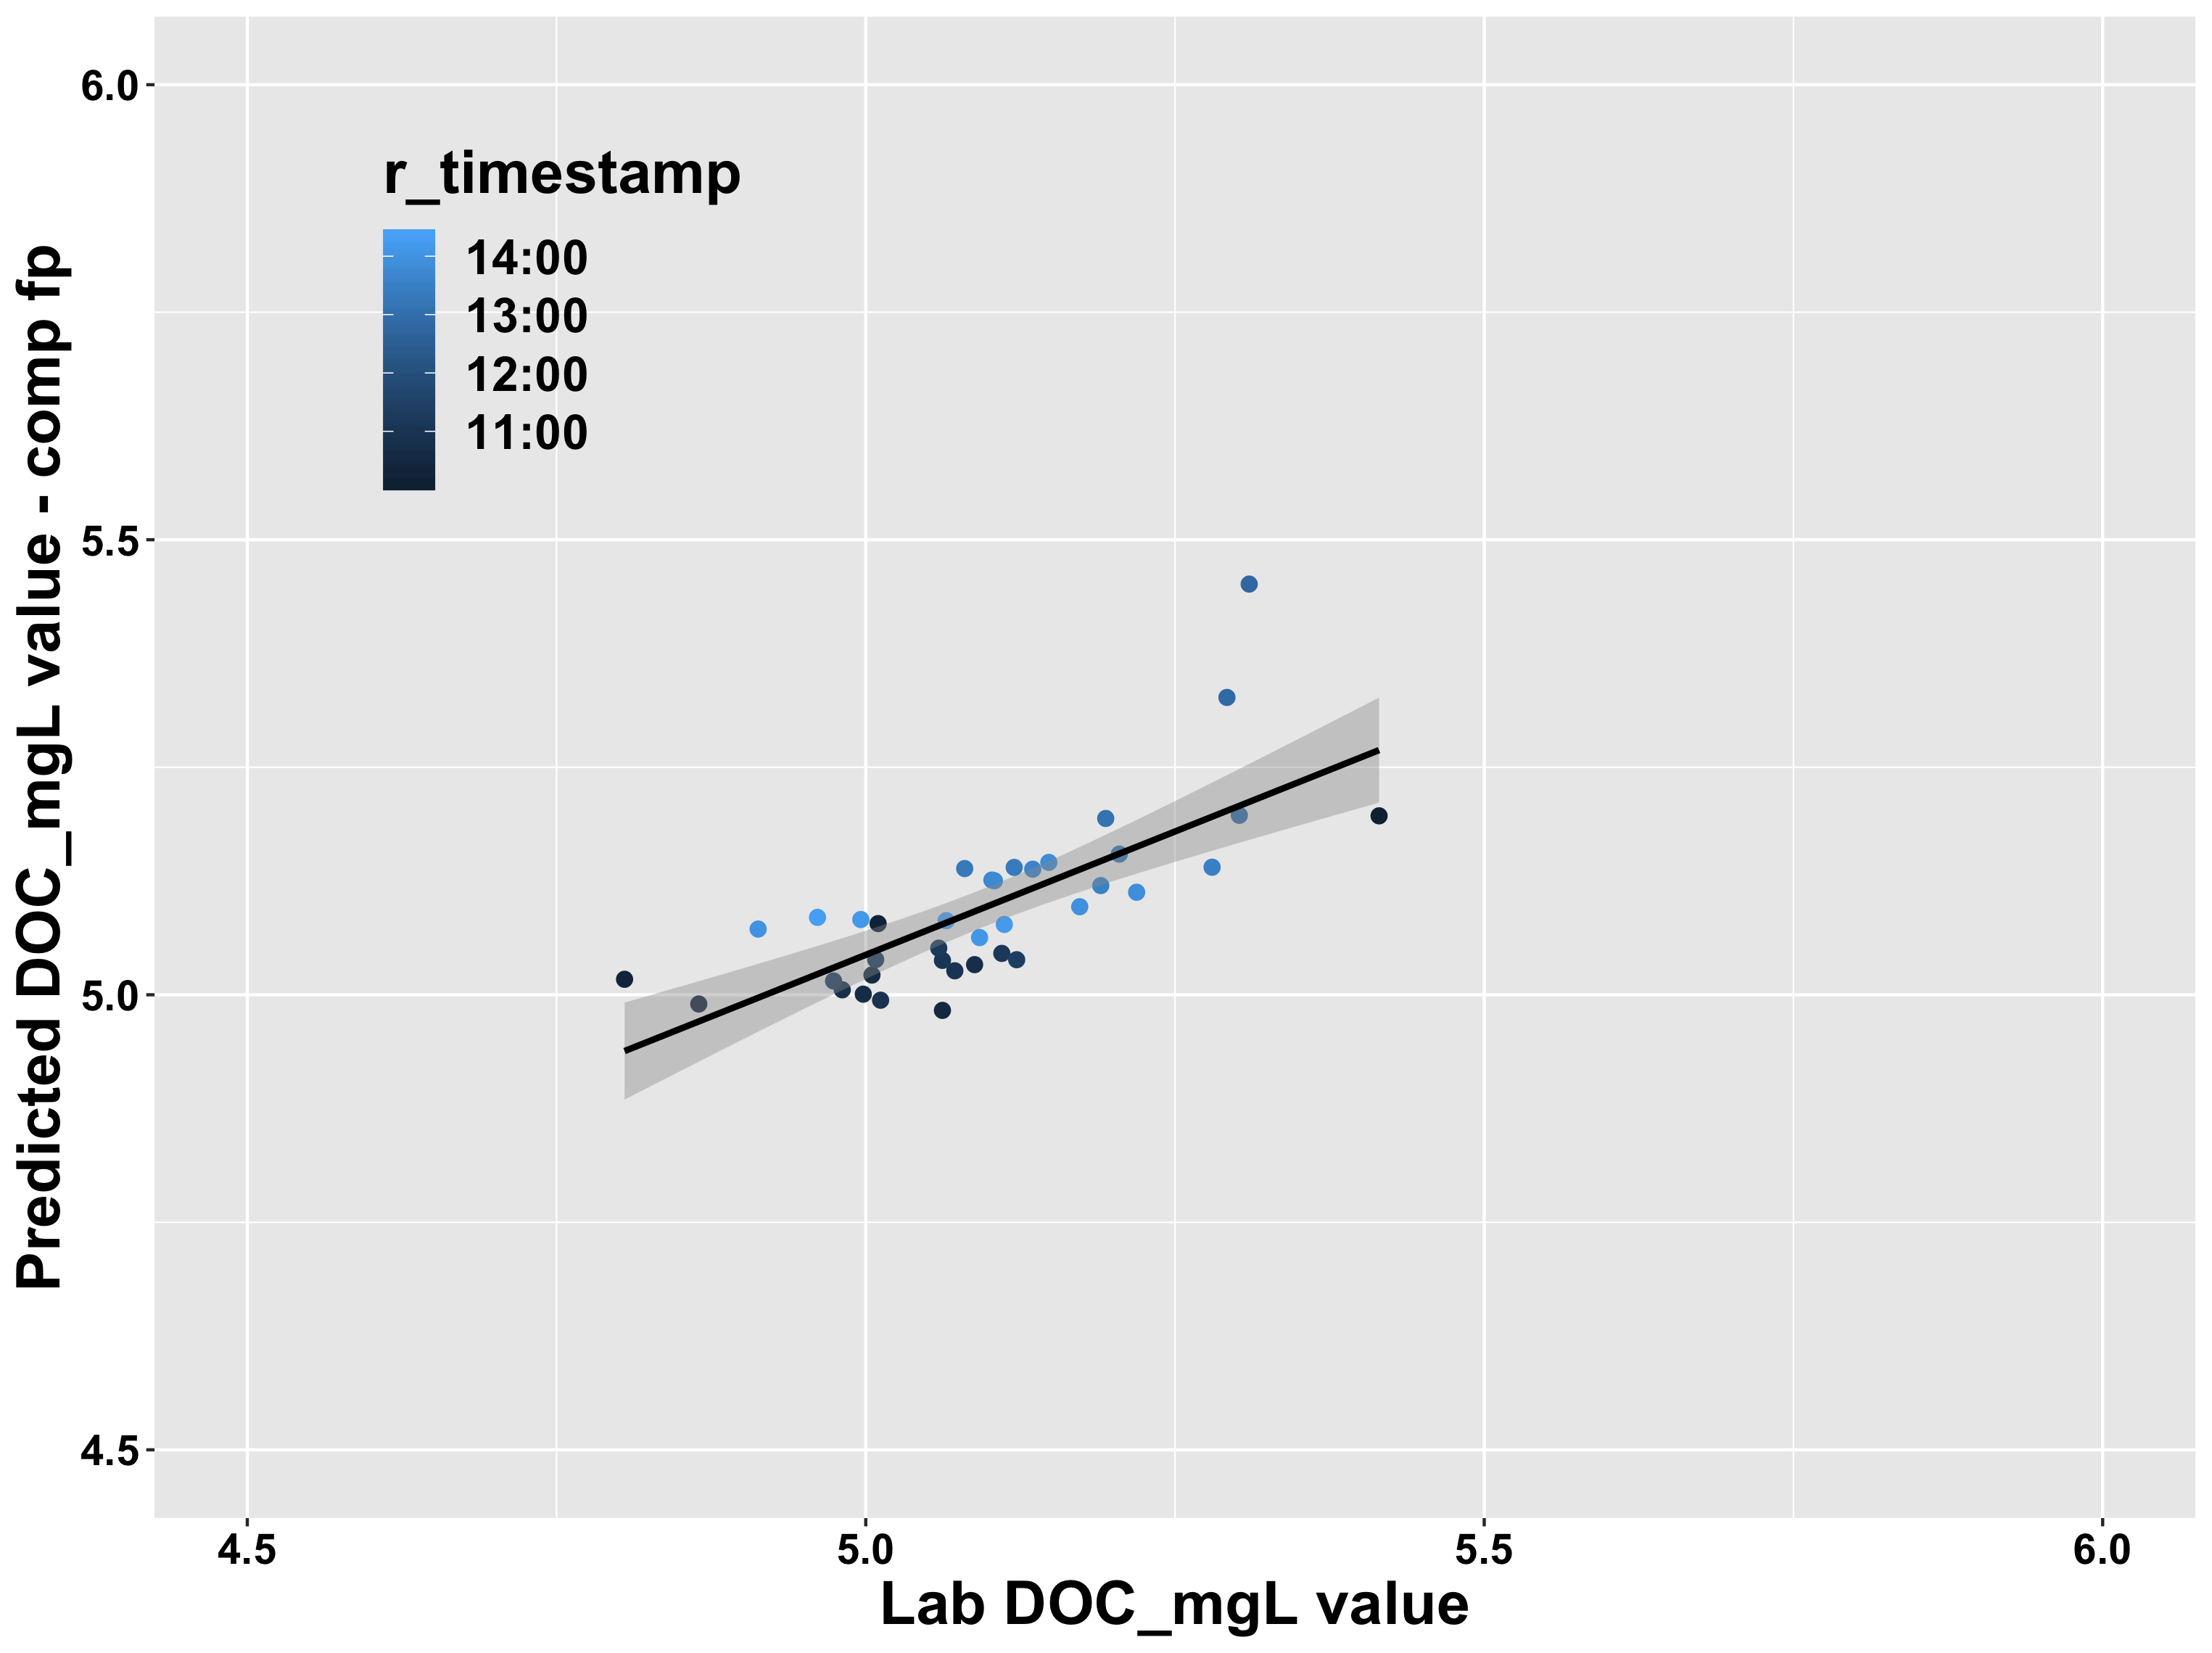 Predicted DOC_mgL value - comp fp
6.0
5.5
5.0
4.5
r_timestamp
14:00
13:00
12:00
11:00
4.5 5.0 5.5 6.0
Lab DOC_mgL value